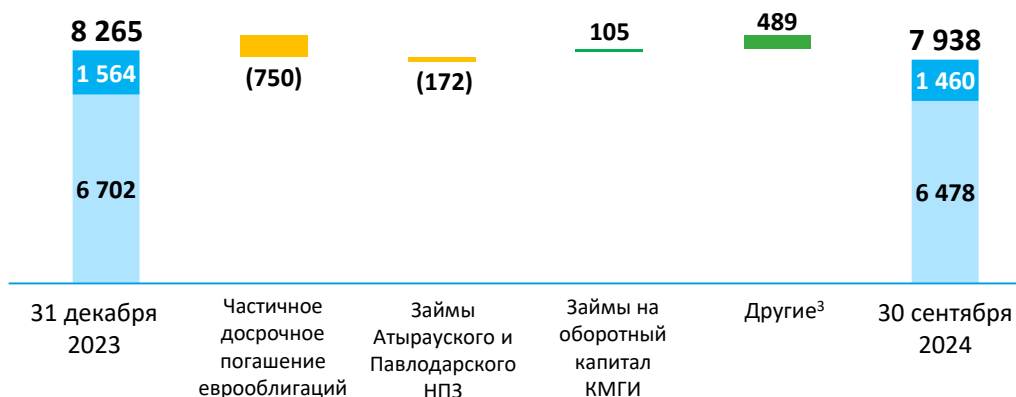 8 265
1 564
6 702
(750)
(172)
105
489
7 938
1 460
6 478
31 декабря
2023
Частичное
досрочное
погашение
еврооблигаций
Займы
Атырауского и
Павлодарского
НПЗ
Займы на
оборотный
капитал
КМГИ
Другие³
30 сентября
2024